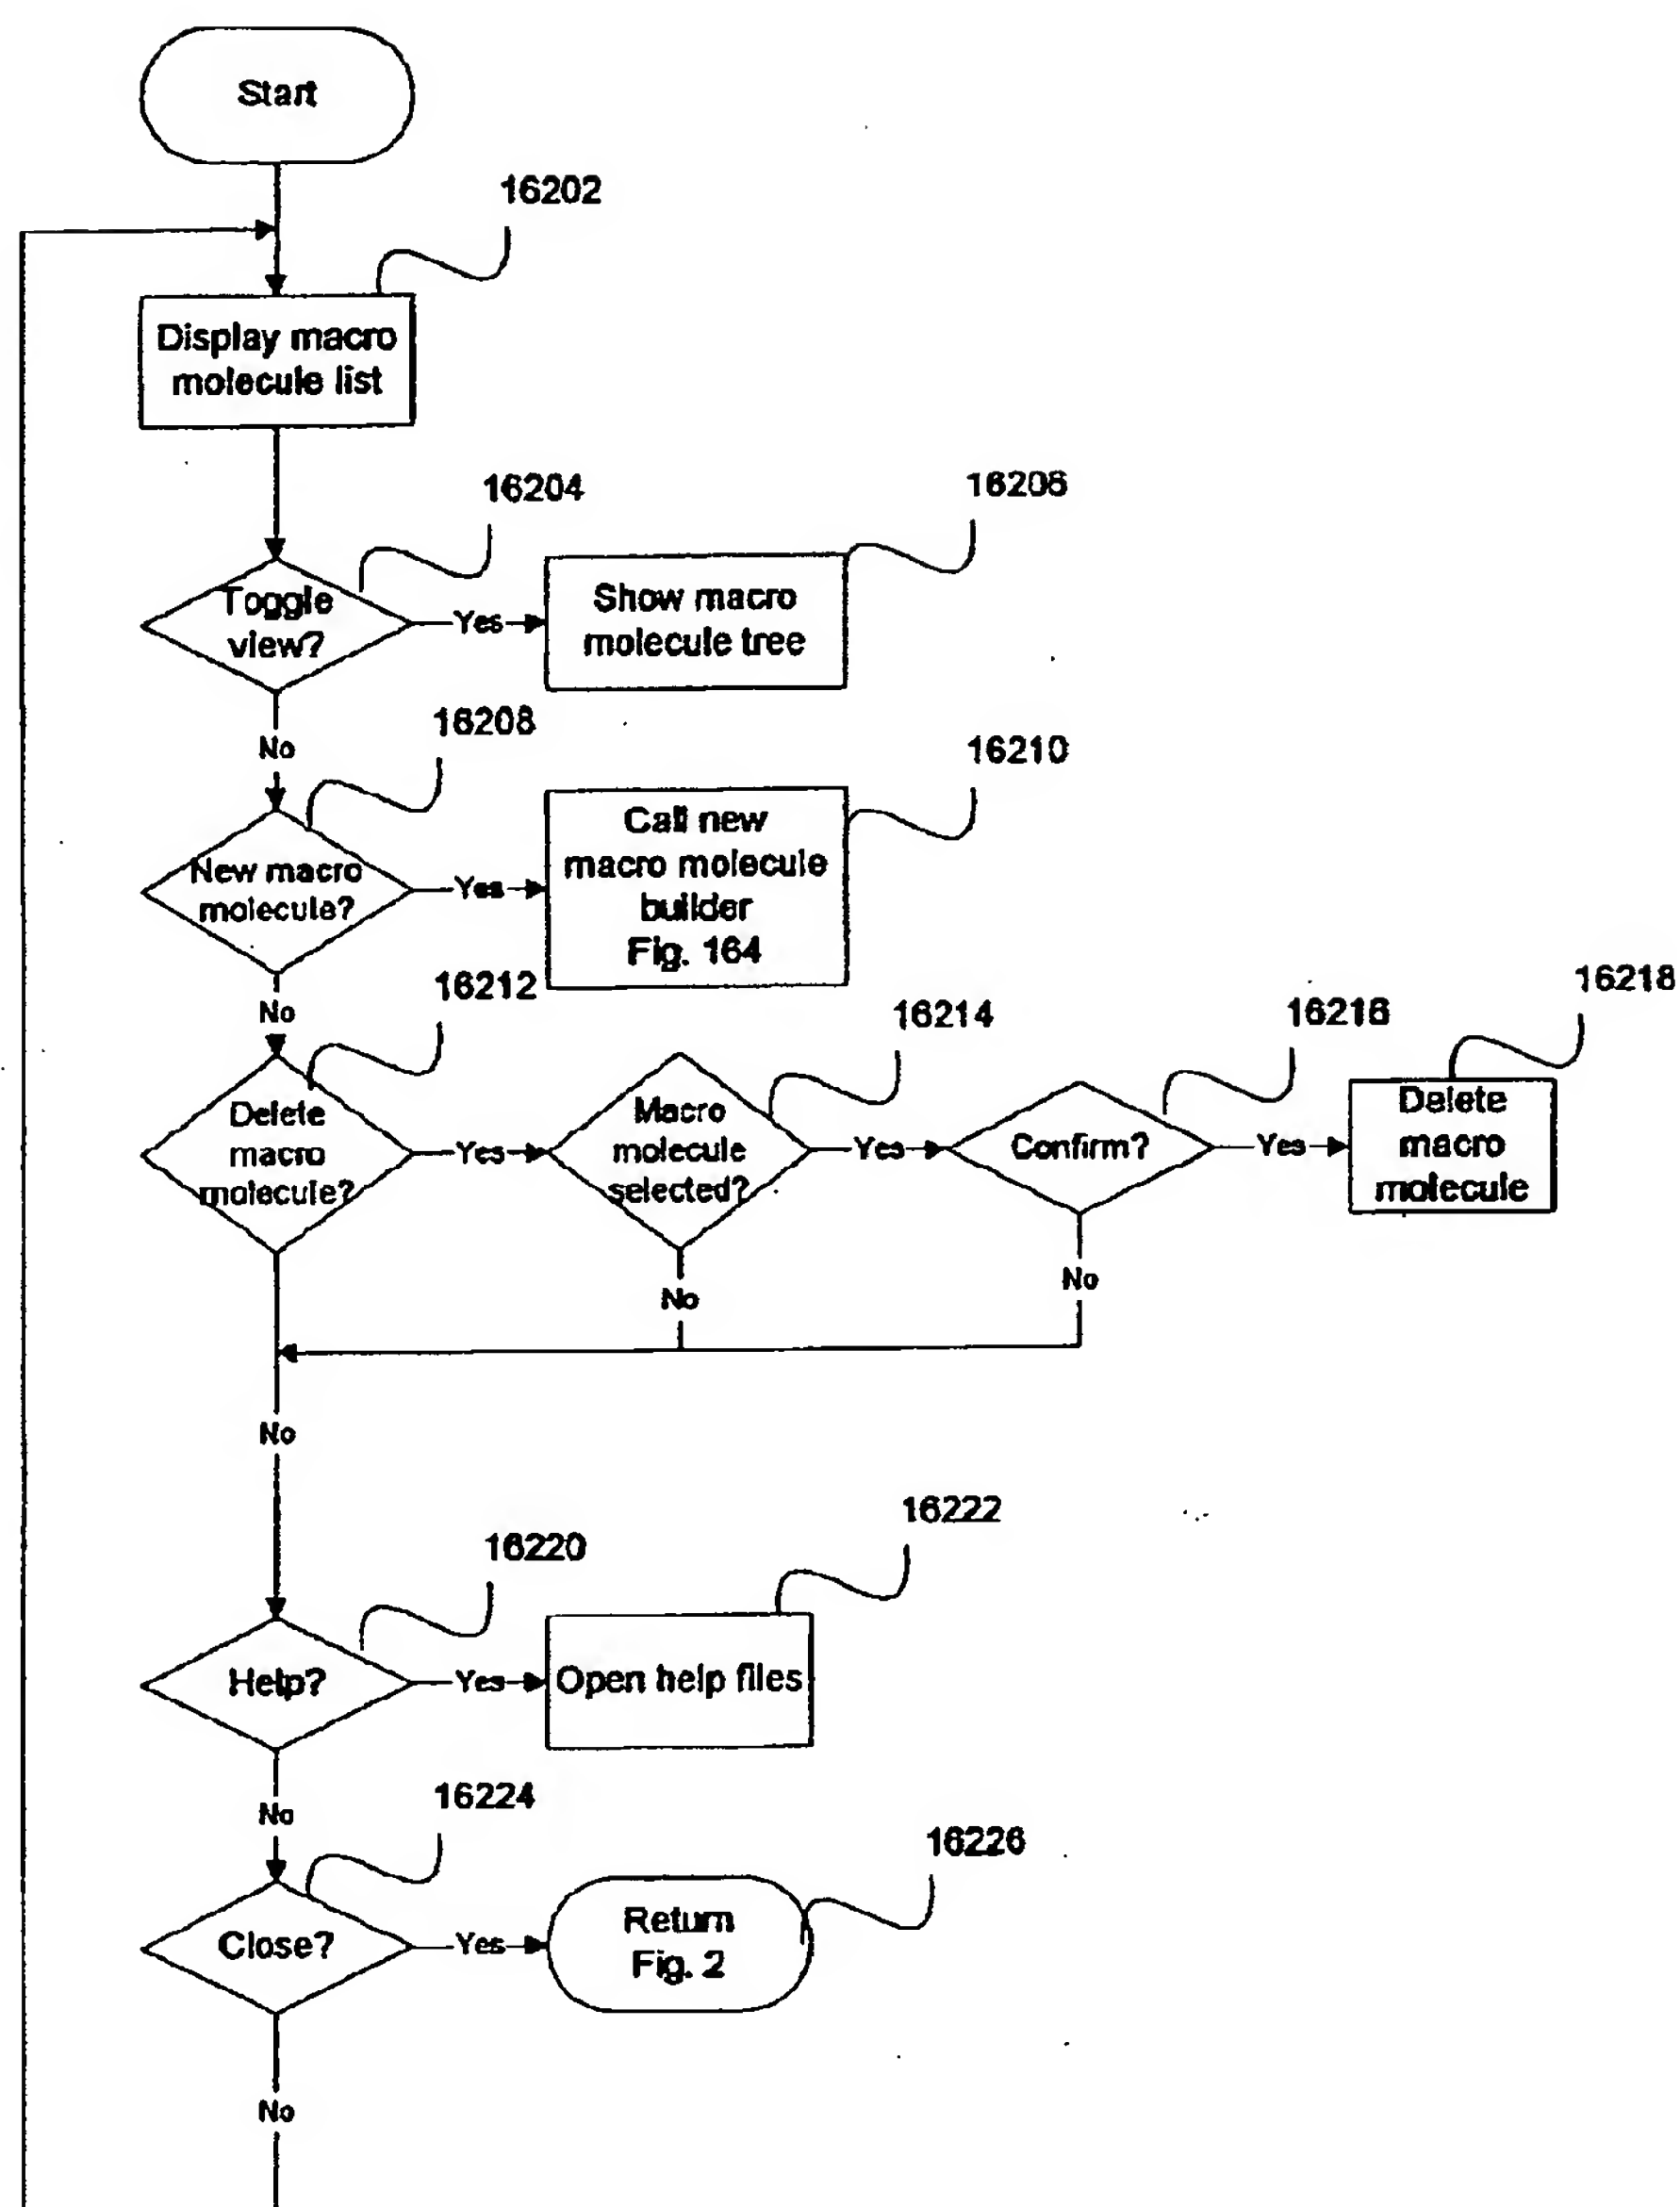 Start
16202
Display macro
molecule list
16204
16206
Toggle
view?
Yes
Show macro
molecule tree
No
16208
16210
New macro
molecule?
Yes
Call new
macro molecule
builder
Fig. 164
No
16212
16214
16216
16218
Delete
macro
molecule?
Yes
Macro
molecule
selected?
Yes
Confirm?
Yes
Delete
macro
molecule
No
No
No
16220
16222
Help?
Yes
Open help files
No
16224
16226
Close?
Yes
Return
Fig. 2
No